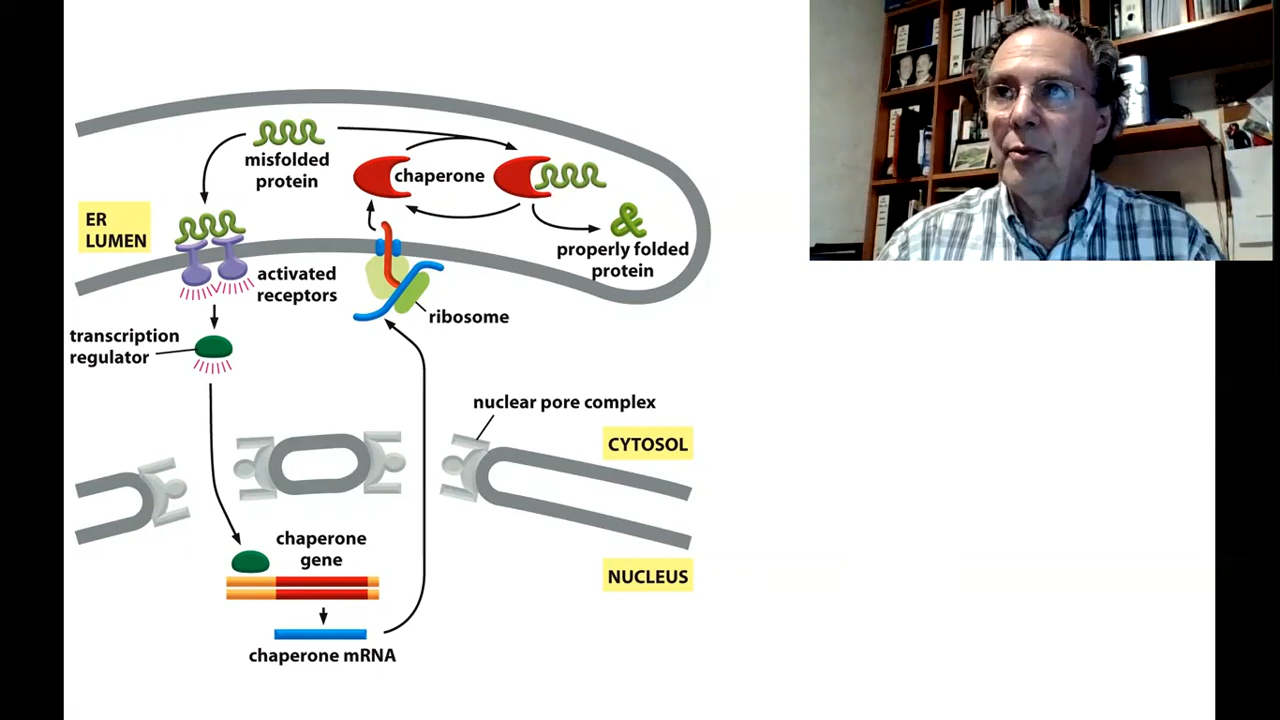 misfolded
protein
chaperone
ER
LUMEN
properly folded
protein
activated
receptors
ribosome
transcription
regulator
nuclear pore complex
CYTOSOL
chaperone
gene
NUCLEUS
chaperone mRNA